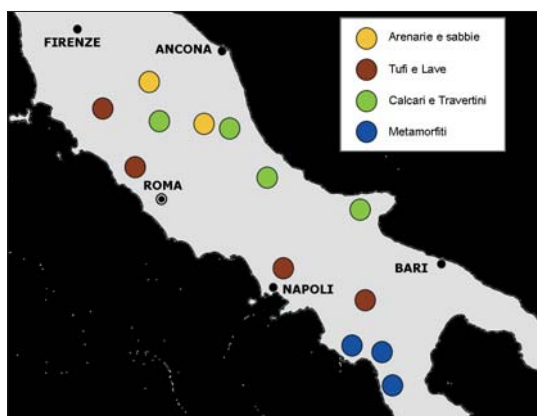 FIRENZE
ANCONA
Arenarie e sabbie
Tufi e Lave
Calcari e Travertini
Metamorfiti
ROMA
BARI
NAPOLI